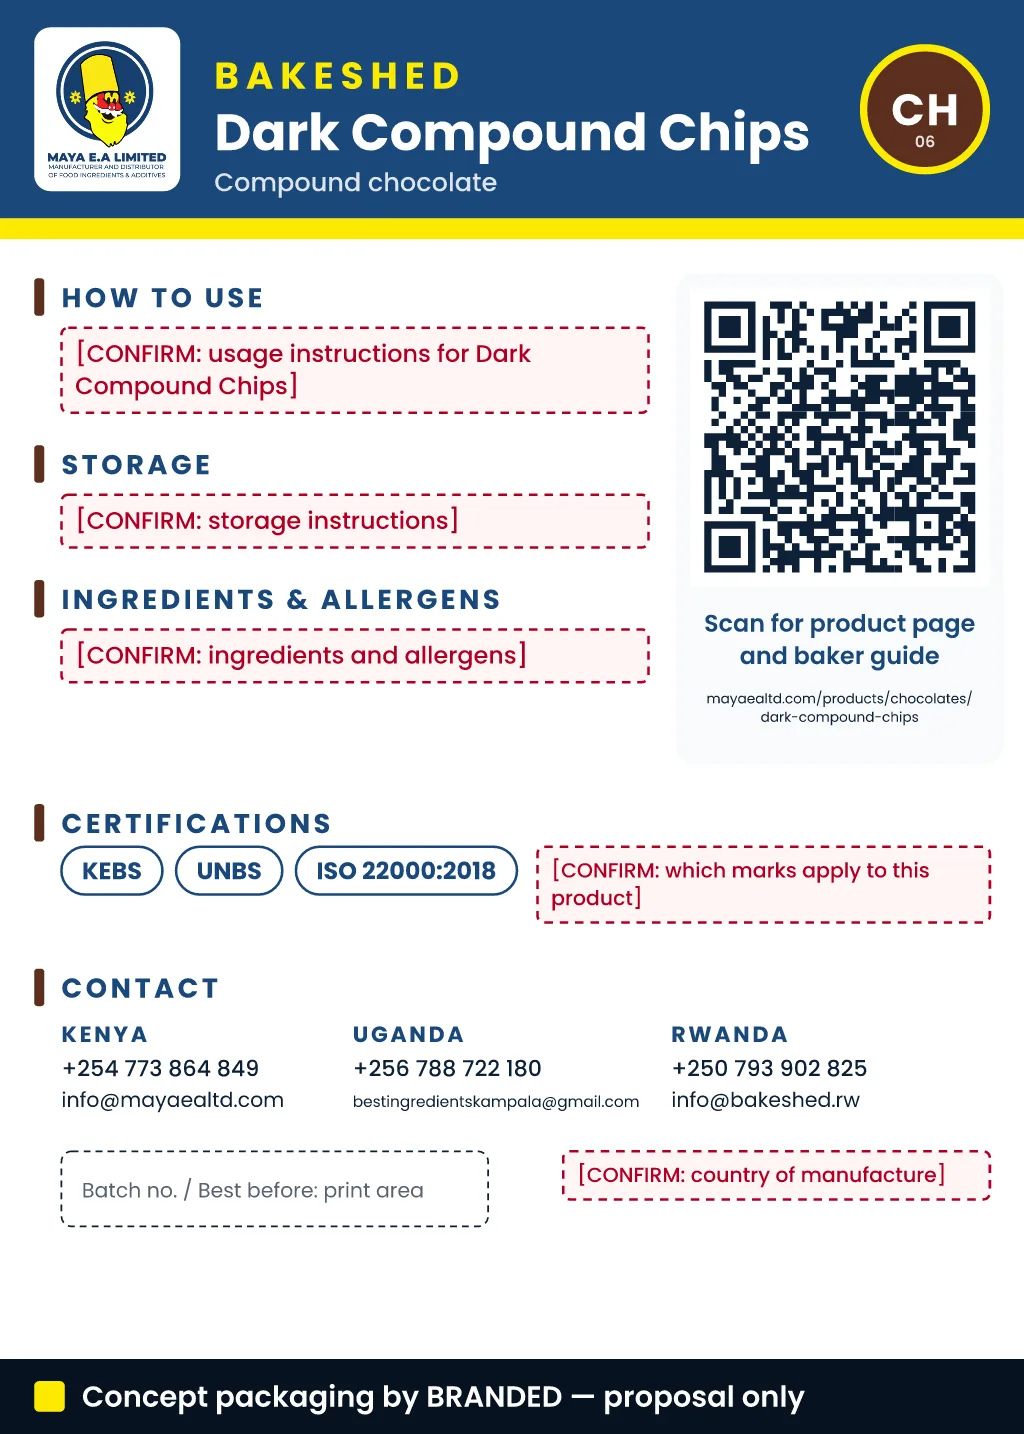 MAYA E.A LIMITED
MANUFACTURER AND DISTRIBUTOR
OF FOOD INGREDIENTS & ADDITIVES
BAKESHED
Dark Compound Chips
Compound chocolate
CH
06
HOW TO USE
[CONFIRM: usage instructions for Dark
Compound Chips]
STORAGE
[CONFIRM: storage instructions]
INGREDIENTS & ALLERGENS
[CONFIRM: ingredients and allergens]
Scan for product page
and baker guide
mayaealtd.com/products/chocolates/
dark-compound-chips
CERTIFICATIONS
KEBS UNBS ISO 22000:2018
[CONFIRM: which marks apply to this
product]
CONTACT
KENYA
+254 773 864 849
info@mayaealtd.com
UGANDA
+256 788 722 180
bestingredientskampala@gmail.com
RWANDA
+250 793 902 825
info@bakeshed.rw
Batch no. / Best before: print area
[CONFIRM: country of manufacture]
Concept packaging by BRANDED — proposal only